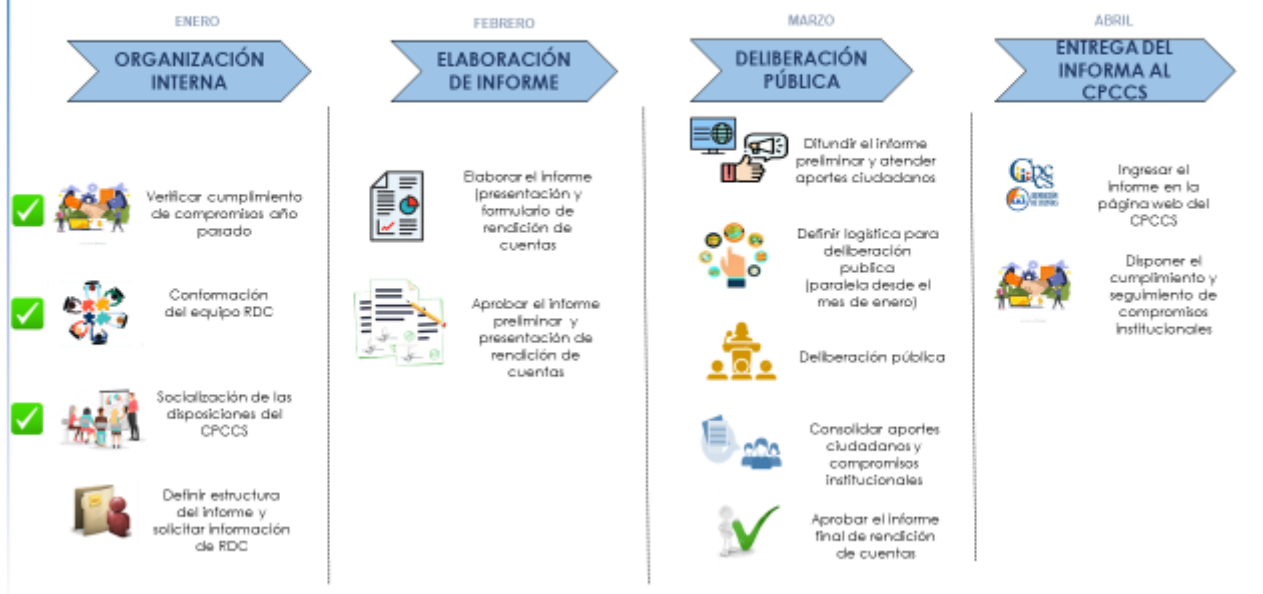 ENERO
ORGANIZACIÓN
INTERNA
Verificar cumplimiento
de compromisos año
pasado
Conformación
del equipo RDC
Socialización de las
disposiciones del
CPCCS
Definir estructura
del informe y
solicitar información
de RDC
FEBRERO
ELABORACIÓN
DE INFORME
Elaborar el informe
(presentación y
formulario de
rendición de
cuentas
Aprobar el informe
preliminar y
presentación de
rendición de
cuentas
MARZO
DELIBERACIÓN
PÚBLICA
Difundir el informe
preliminar y atender
aportes ciudadanos
Definir logística para
deliberación
publica
(paralela desde el
mes de enero)
Deliberación pública
Consolidar aportes
ciudadanos y
compromisos
institucionales
Aprobar el informe
final de rendición
de cuentas
ABRIL
ENTREGA DEL
INFORMA AL
CPCCS
Ingresar el
informe en la
página web del
CPCCS
Disponer el
cumplimiento y
seguimiento de
compromisos
institucionales